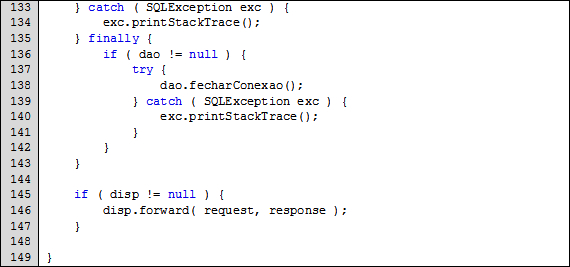 133     } catch ( SQLException exc ) {
134         exc.printStackTrace();
135     } finally {
136         if ( dao != null ) {
137             try {
138                 dao.fecharConexao();
139             } catch ( SQLException exc ) {
140                 exc.printStackTrace();
141             }
142         }
143     }
144
145     if ( disp != null ) {
146         disp.forward( request, response );
147     }
148
149 }